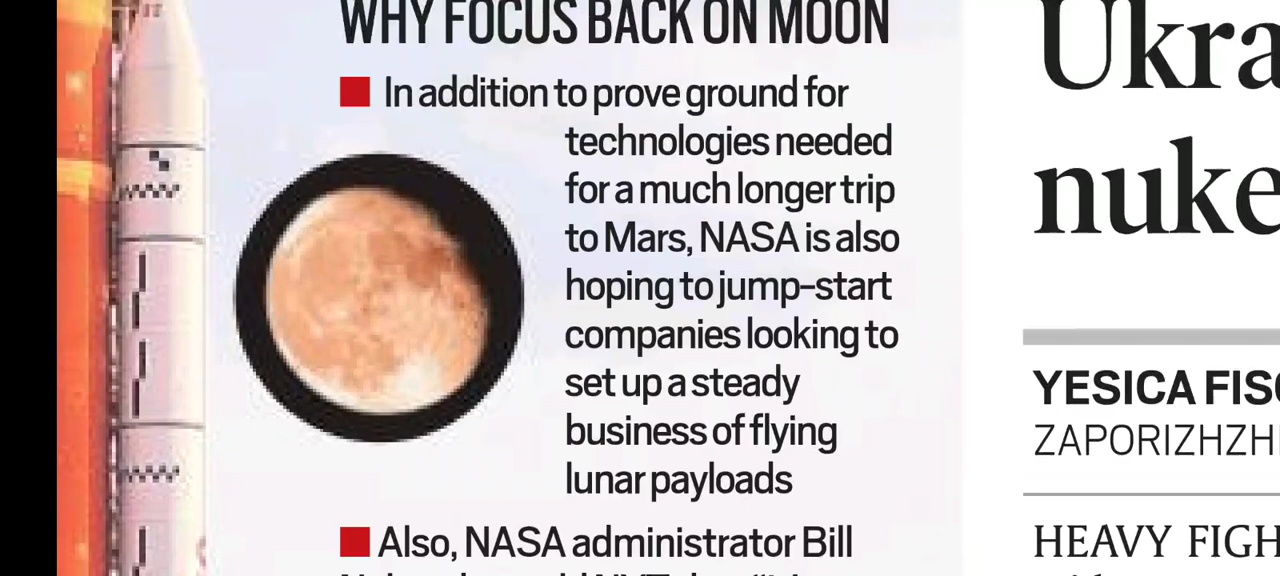 WHY FOCUS BACK ON MOON
In addition to prove ground for
technologies needed
for a much longer trip
to Mars, NASA is also
hoping to jump-start
companies looking to
set up a steady
business of flying
lunar payloads
Also, NASA administrator Bill
Ukra
nuke
YESICA FISC
ZAPORIZHZHI
HEAVY FIGH